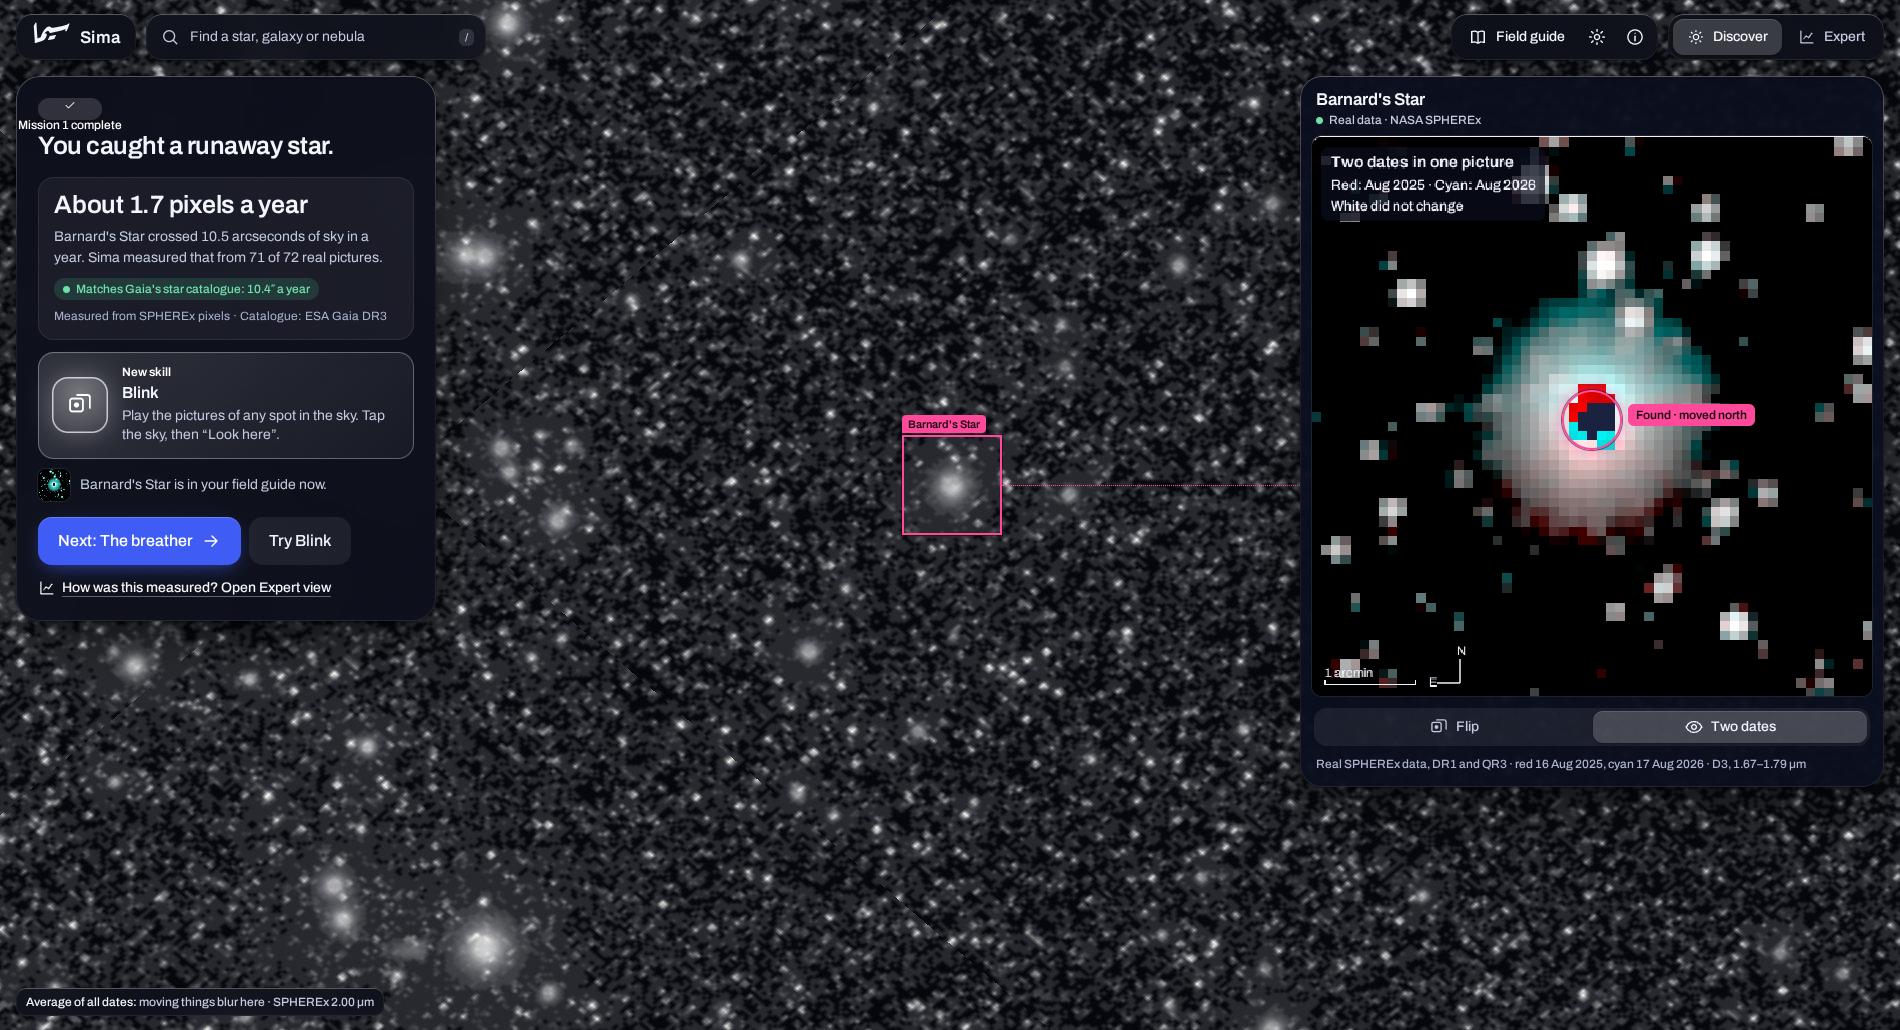 Sima
Find a star, galaxy or nebula
/
Field guide
Discover
Expert
Mission 1 complete
You caught a runaway star.
About 1.7 pixels a year
Barnard's Star crossed 10.5 arcseconds of sky in a
year. Sima measured that from 71 of 72 real pictures.
Matches Gaia's star catalogue: 10.4″ a year
Measured from SPHEREx pixels · Catalogue: ESA Gaia DR3
New skill
Blink
Play the pictures of any spot in the sky. Tap
the sky, then “Look here”.
Barnard's Star is in your field guide now.
Next: The breather
Try Blink
How was this measured? Open Expert view
Barnard's Star
Barnard's Star
Real data · NASA SPHEREx
Two dates in one picture
Red: Aug 2025 · Cyan: Aug 2026
White did not change
Found · moved north
1 arcmin
N
E
Flip
Two dates
Real SPHEREx data, DR1 and QR3 · red 16 Aug 2025, cyan 17 Aug 2026 · D3, 1.67–1.79 µm
Average of all dates: moving things blur here · SPHEREx 2.00 µm